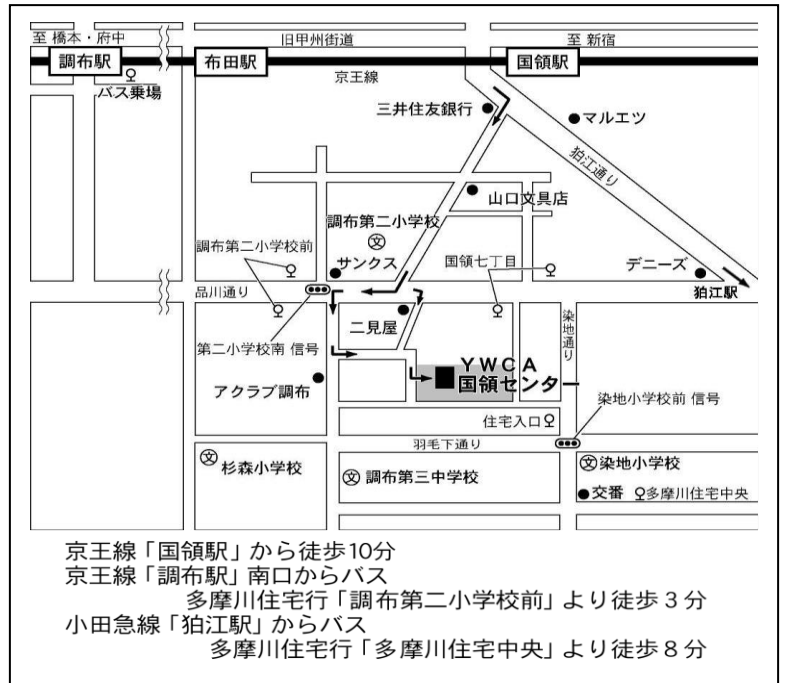 至 橋本・府中
旧甲州街道
至 新宿
調布駅
布田駅
国領駅
バス乗場
京王線
三井住友銀行
マルエツ
狛江通り
山口文具店
調布第二小学校
文
調布第二小学校前
サンクス
国領七丁目
デニーズ
狛江駅
品川通り
二見屋
染地通り
第二小学校南 信号
YWCA
国領センター
アクラブ調布
染地小学校前 信号
住宅入口
羽毛下通り
文
杉森小学校
文 調布第三中学校
文 染地小学校
交番 多摩川住宅中央
京王線「国領駅」から徒歩10分
京王線「調布駅」南口からバス
多摩川住宅行「調布第二小学校前」より徒歩3分
小田急線「狛江駅」からバス
多摩川住宅行「多摩川住宅中央」より徒歩8分